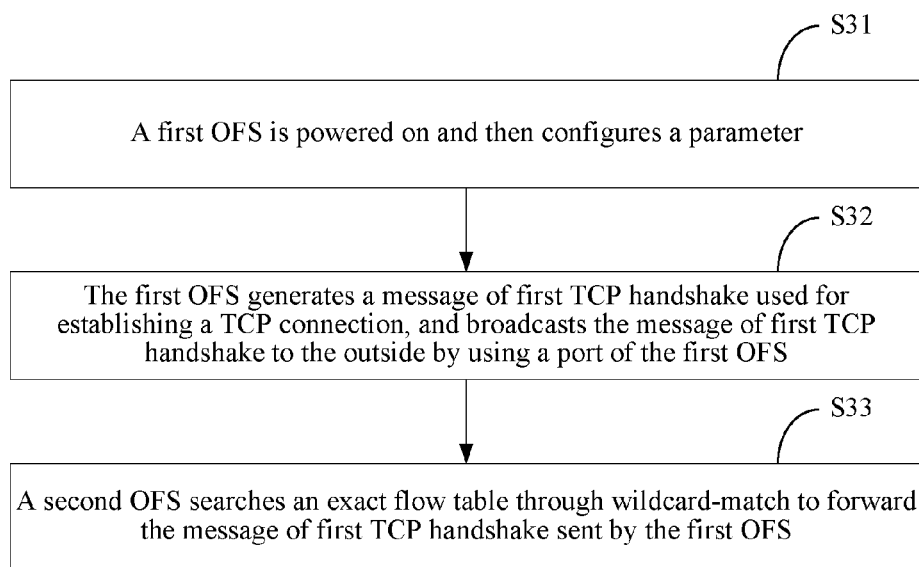 S31
A first OFS is powered on and then configures a parameter
S32
The first OFS generates a message of first TCP handshake used for
establishing a TCP connection, and broadcasts the message of first TCP
handshake to the outside by using a port of the first OFS
S33
A second OFS searches an exact flow table through wildcard-match to forward
the message of first TCP handshake sent by the first OFS